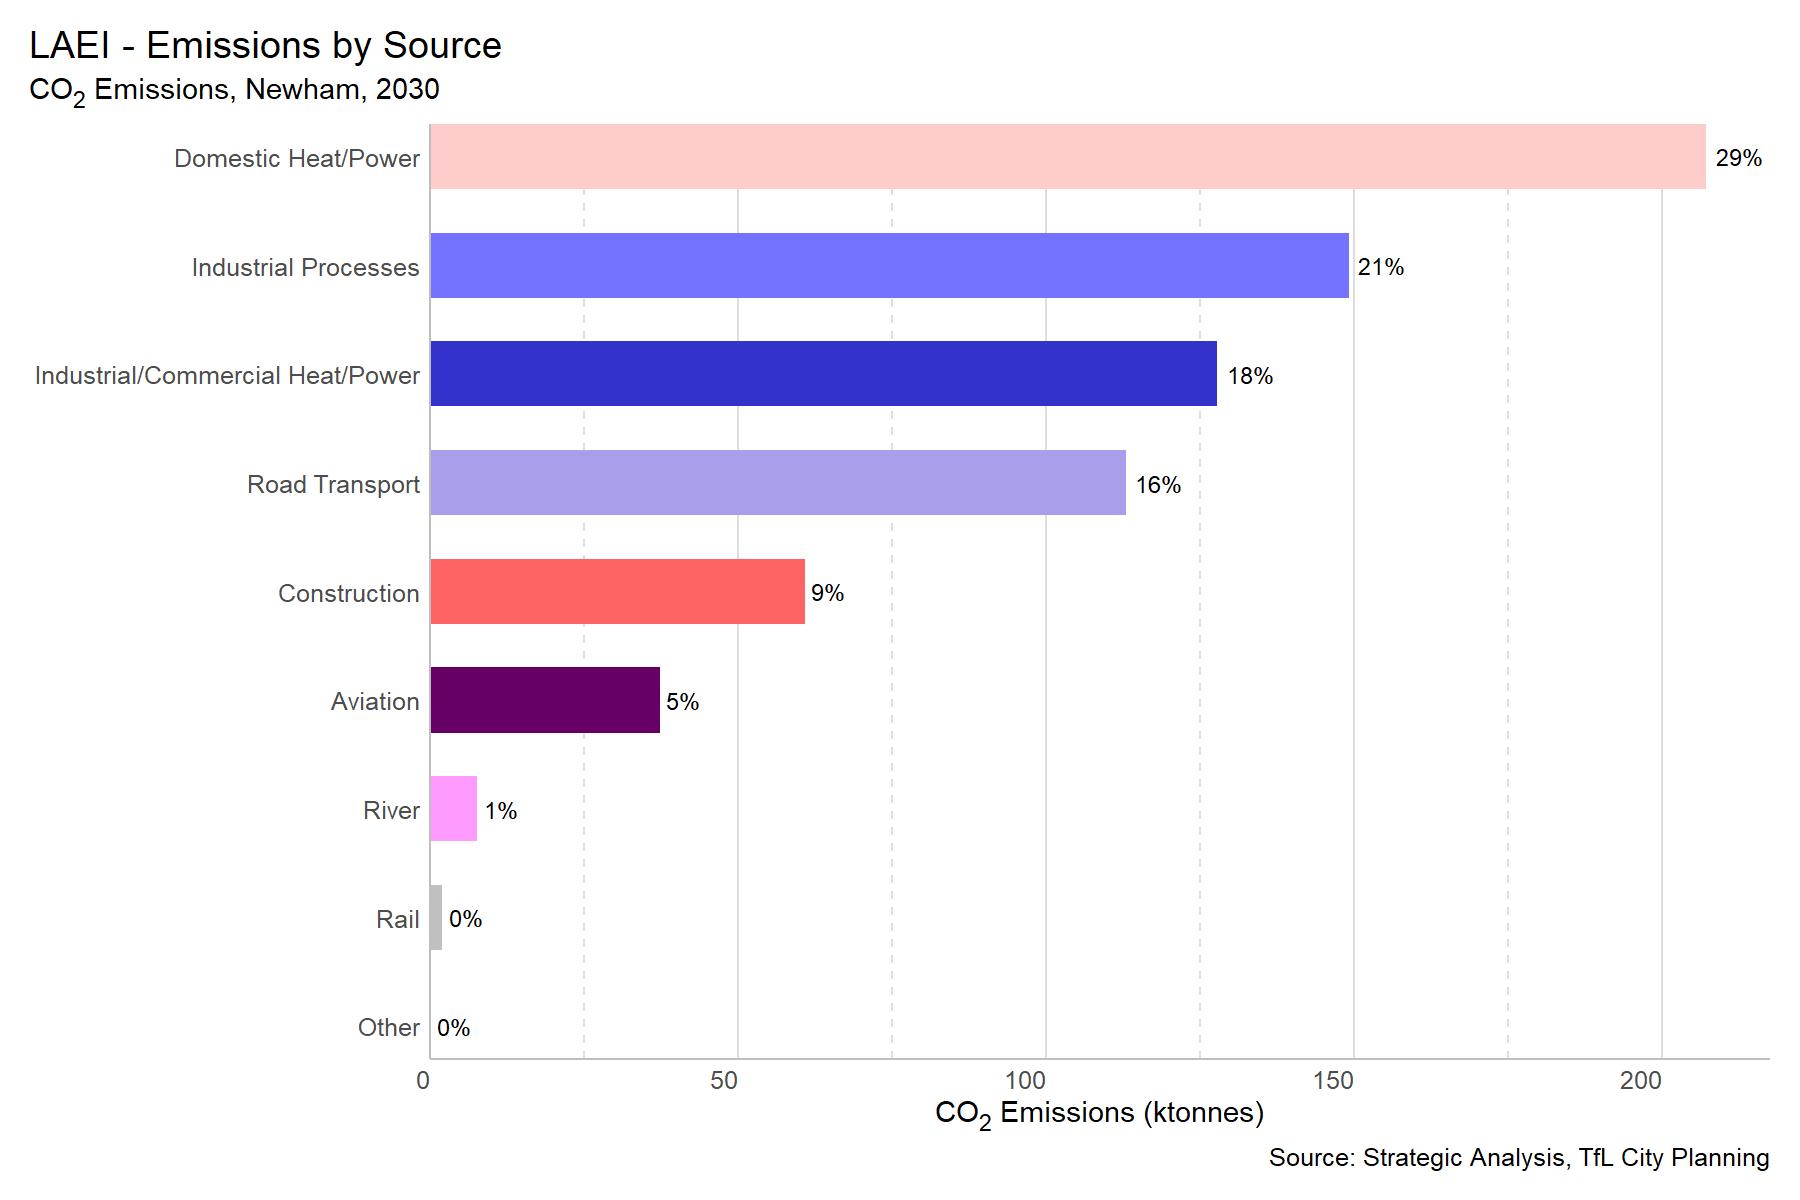 LAEI - Emissions by Source
CO₂ Emissions, Newham, 2030
Domestic Heat/Power 29%
Industrial Processes 21%
Industrial/Commercial Heat/Power 18%
Road Transport 16%
Construction 9%
Aviation 5%
River 1%
Rail 0%
Other 0%
0 50 100 150 200
CO₂ Emissions (ktonnes)
Source: Strategic Analysis, TfL City Planning